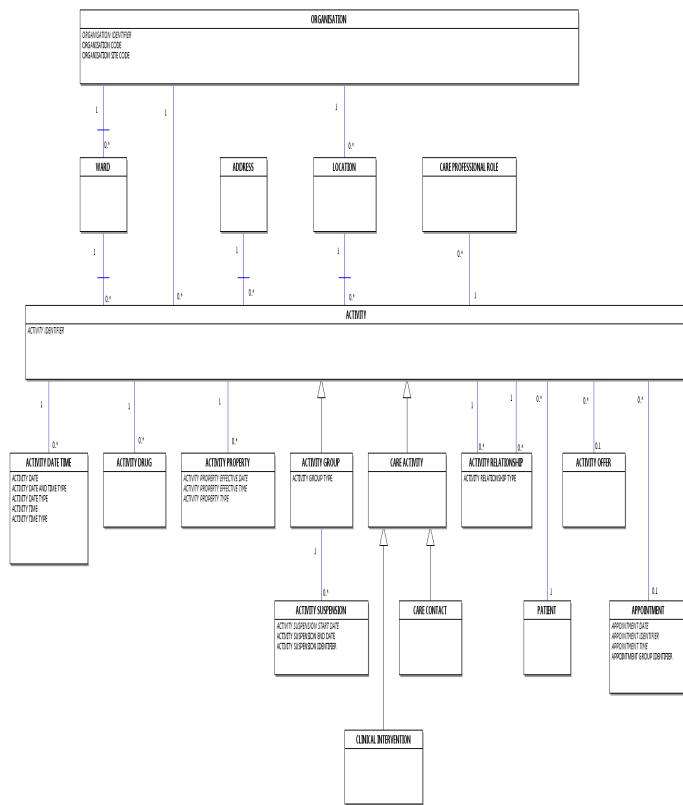 ORGANISATION
ORGANISATION IDENTIFIER
ORGANISATION CODE
ORGANISATION SITE CODE
1
1
1
0..*
0..*
WARD
ADDRESS
LOCATION
CARE PROFESSIONAL ROLE
1
1
1
0..*
0..*
0..*
0..*
0..*
1
ACTIVITY
ACTIVITY IDENTIFIER
1
1
1
1
1
0..*
0..*
0..*
0..*
0..*
0..*
0..*
0..*
0..1
ACTIVITY DATE TIME
ACTIVITY DATE
ACTIVITY DATE AND TIME TYPE
ACTIVITY DATE TYPE
ACTIVITY TIME
ACTIVITY TIME TYPE
ACTIVITY DRUG
ACTIVITY PROPERTY
ACTIVITY PROPERTY EFFECTIVE DATE
ACTIVITY PROPERTY EFFECTIVE TIME
ACTIVITY PROPERTY TYPE
ACTIVITY GROUP
ACTIVITY GROUP TYPE
CARE ACTIVITY
ACTIVITY RELATIONSHIP
ACTIVITY RELATIONSHIP TYPE
ACTIVITY OFFER
1
0..*
1
0..1
ACTIVITY SUSPENSION
ACTIVITY SUSPENSION START DATE
ACTIVITY SUSPENSION END DATE
ACTIVITY SUSPENSION IDENTIFIER
CARE CONTACT
PATIENT
APPOINTMENT
APPOINTMENT DATE
APPOINTMENT IDENTIFIER
APPOINTMENT TIME
APPOINTMENT GROUP IDENTIFIER
CLINICAL INTERVENTION